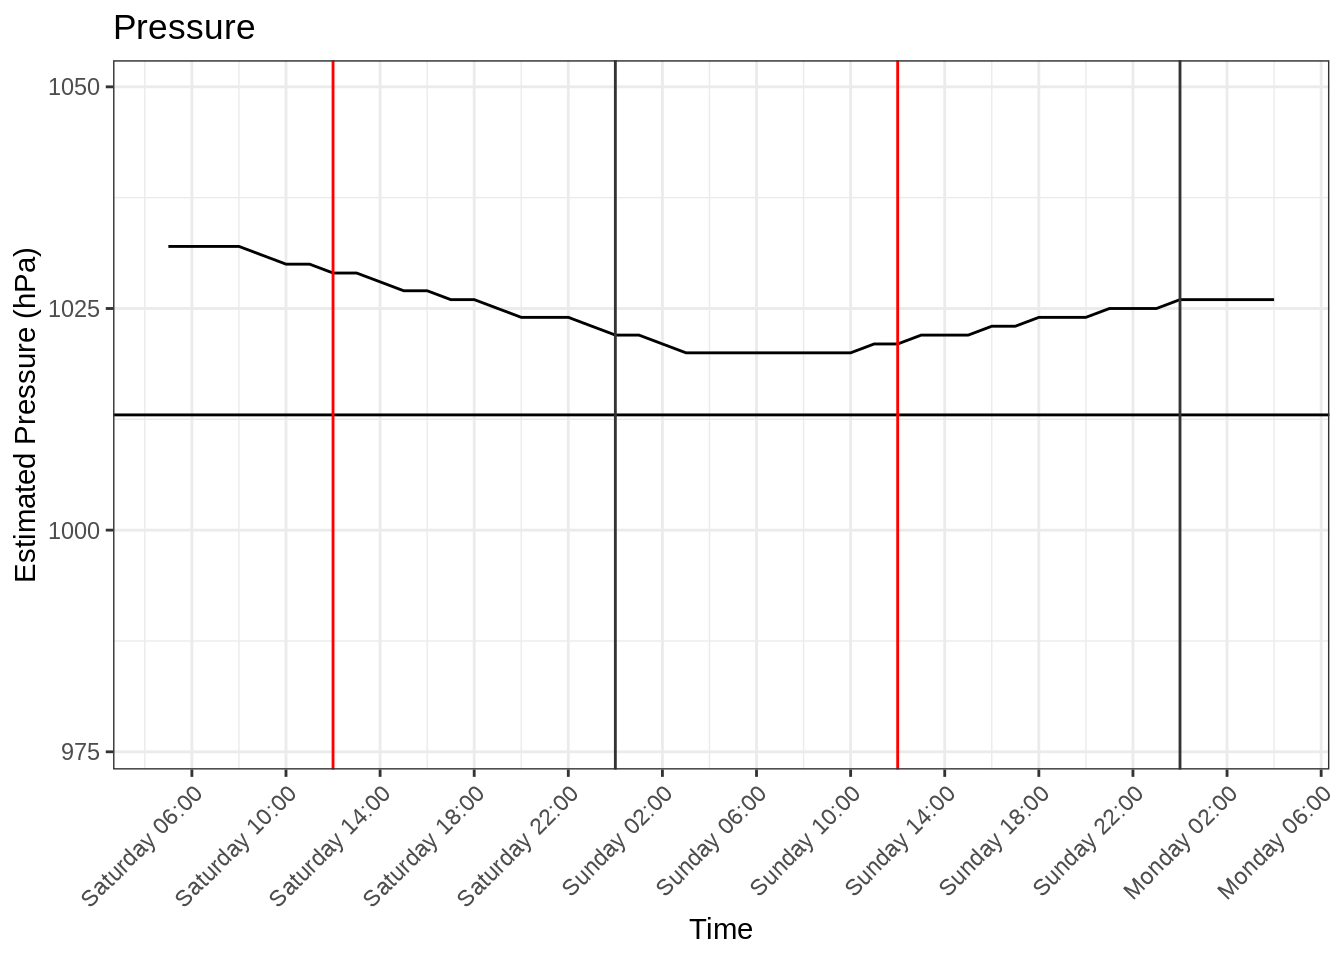 Pressure
Estimated Pressure (hPa)
1050
1025
1000
975
Saturday 06:00
Saturday 10:00
Saturday 14:00
Saturday 18:00
Saturday 22:00
Sunday 02:00
Sunday 06:00
Sunday 10:00
Sunday 14:00
Sunday 18:00
Sunday 22:00
Monday 02:00
Monday 06:00
Time